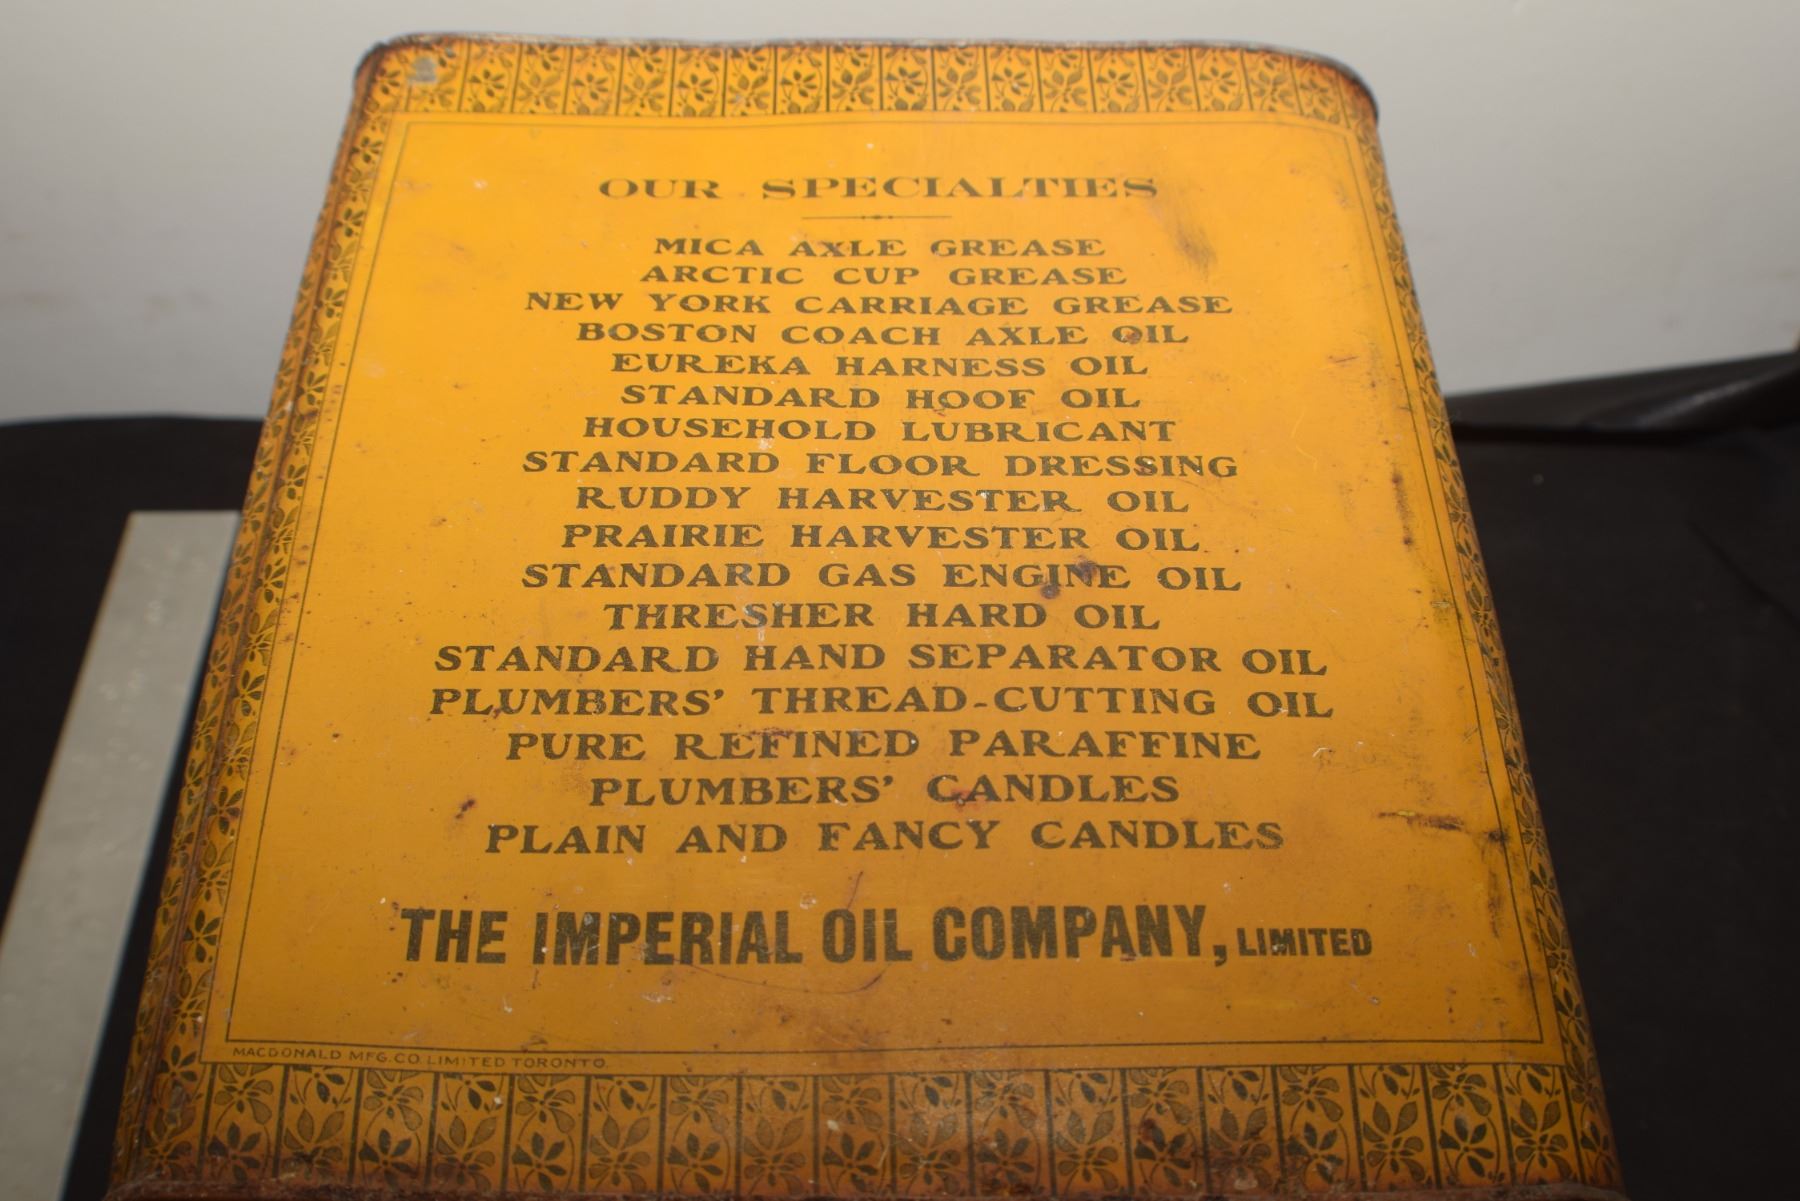 OUR SPECIALTIES
MICA AXLE GREASE
ARCTIC CUP GREASE
NEW YORK CARRIAGE GREASE
BOSTON COACH AXLE OIL
EUREKA HARNESS OIL
STANDARD HOOF OIL
HOUSEHOLD LUBRICANT
STANDARD FLOOR DRESSING
RUDDY HARVESTER OIL
PRAIRIE HARVESTER OIL
STANDARD GAS ENGINE OIL
THRESHER HARD OIL
STANDARD HAND SEPARATOR OIL
PLUMBERS' THREAD-CUTTING OIL
PURE REFINED PARAFFINE
PLUMBERS' CANDLES
PLAIN AND FANCY CANDLES
THE IMPERIAL OIL COMPANY, LIMITED
MACDONALD MFG. CO. LIMITED TORONTO.